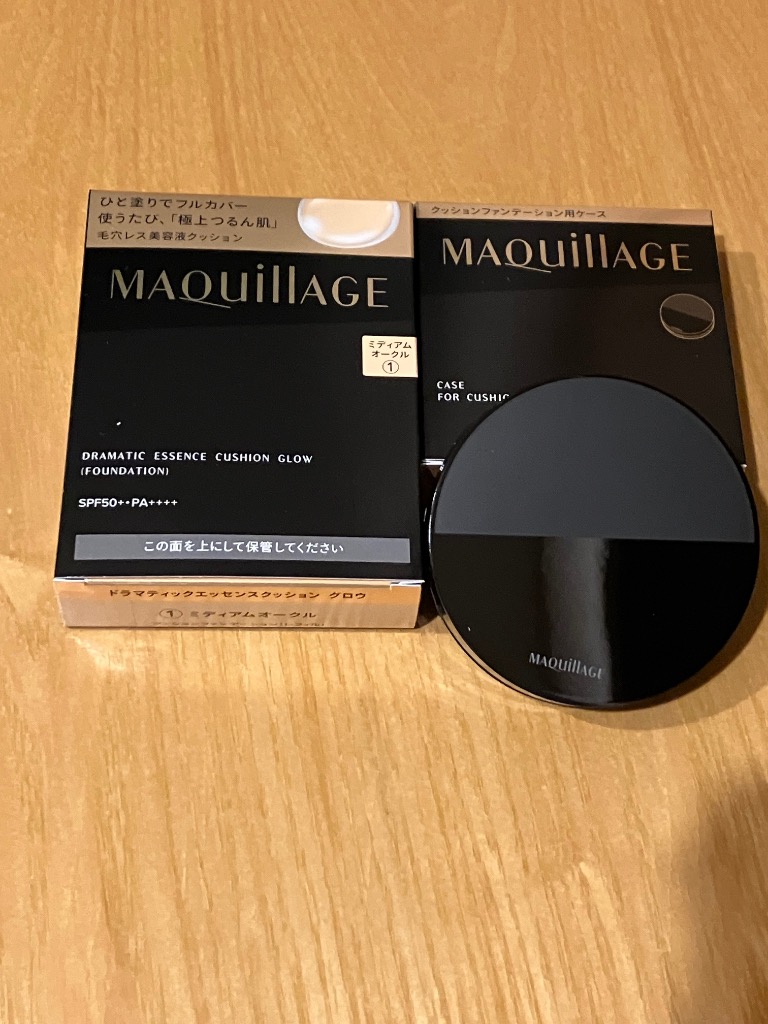 ひと塗りでフルカバー
使うたび、「極上つるん肌」
毛穴レス美容液クッション
MAQuillAGE
ミディアム
オークル
①
DRAMATIC ESSENCE CUSHION GLOW
(FOUNDATION)
SPF50+・PA++++
この面を上にして保管してください
ドラマティックエッセンスクッション グロウ
① ミディアムオークル
クッションファンデーション用ケース
MAQuillAGE
CASE
FOR
MAQuillAGE